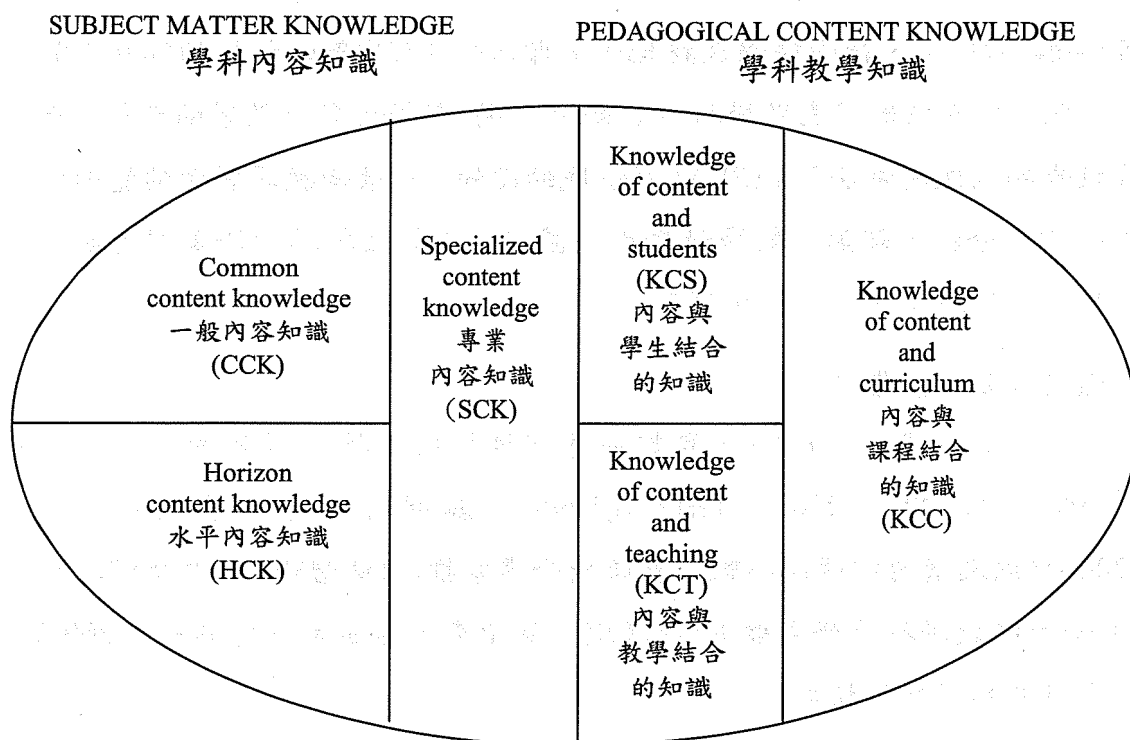 SUBJECT MATTER KNOWLEDGE
學科內容知識
PEDAGOGICAL CONTENT KNOWLEDGE
學科教學知識
Common
content knowledge
一般內容知識
(CCK)
Horizon
content knowledge
水平內容知識
(HCK)
Specialized
content
knowledge
專業
內容知識
(SCK)
Knowledge
of content
and
students
(KCS)
內容與
學生結合
的知識
Knowledge
of content
and
teaching
(KCT)
內容與
教學結合
的知識
Knowledge
of content
and
curriculum
內容與
課程結合
的知識
(KCC)